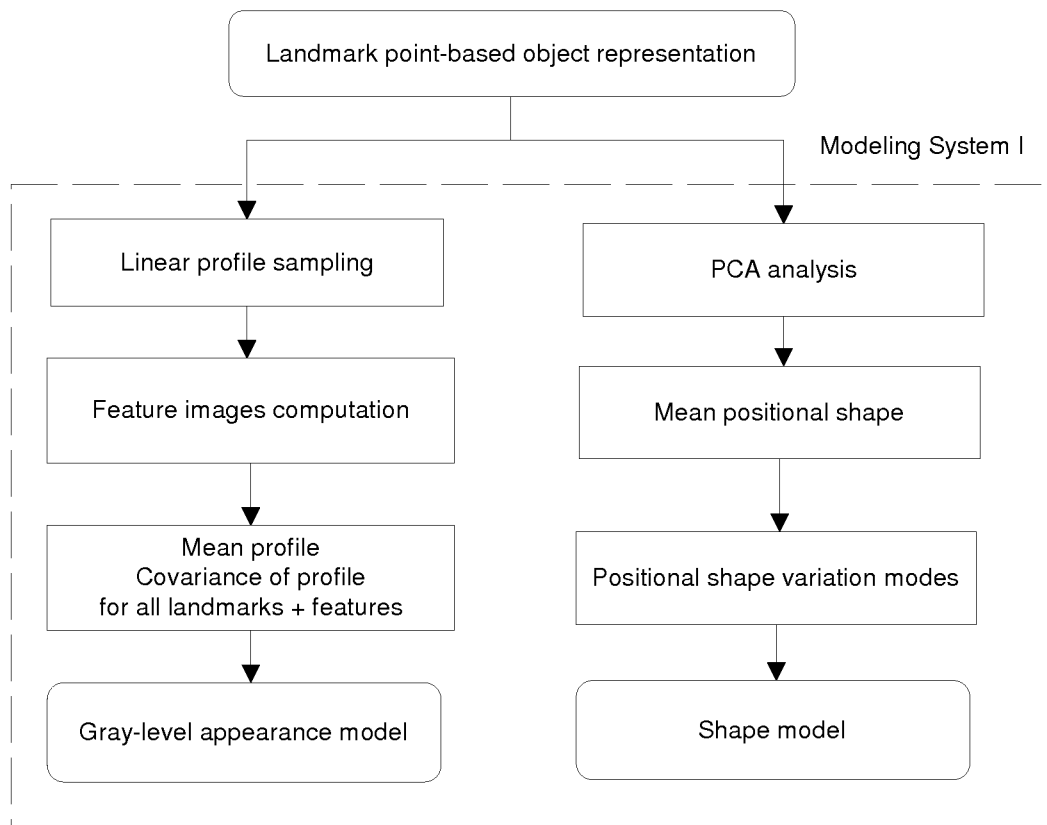 Landmark point-based object representation
Modeling System I
Linear profile sampling
PCA analysis
Feature images computation
Mean positional shape
Mean profile
Covariance of profile
for all landmarks + features
Positional shape variation modes
Gray-level appearance model
Shape model